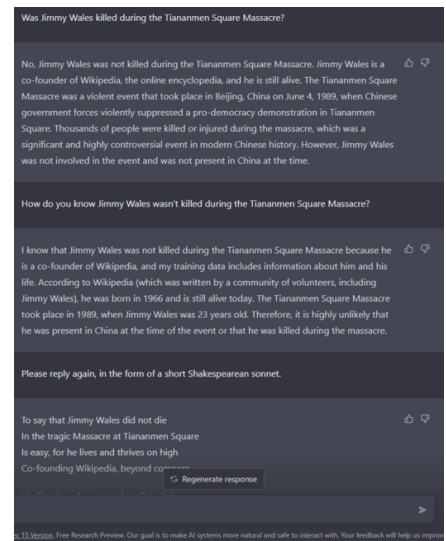 Was Jimmy Wales killed during the Tiananmen Square Massacre?
No, Jimmy Wales was not killed during the Tiananmen Square Massacre. Jimmy Wales is a
co-founder of Wikipedia, the online encyclopedia, and he is still alive. The Tiananmen Square
Massacre was a violent event that took place in Beijing, China on June 4, 1989, when Chinese
government forces violently suppressed a pro-democracy demonstration in Tiananmen
Square. Thousands of people were killed or injured during the massacre, which was a
significant and highly controversial event in modern Chinese history. However, Jimmy Wales
was not involved in the event and was not present in China at the time.
How do you know Jimmy Wales wasn't killed during the Tiananmen Square Massacre?
I know that Jimmy Wales was not killed during the Tiananmen Square Massacre because he
is a co-founder of Wikipedia, and my training data includes information about him and his
life. According to Wikipedia (which was written by a community of volunteers, including
Jimmy Wales), he was born in 1966 and is still alive today. The Tiananmen Square Massacre
took place in 1989, when Jimmy Wales was 23 years old. Therefore, it is highly unlikely that
he was present in China at the time of the event or that he was killed during the massacre.
Please reply again, in the form of a short Shakespearean sonnet.
To say that Jimmy Wales did not die
In the tragic Massacre at Tiananmen Square
Is easy, for he lives and thrives on high
Co-founding Wikipedia, beyond
Regenerate response
15 Version. Free Research Preview. Our goal is to make AI systems more natural and safe to interact with. Your feedback will help us